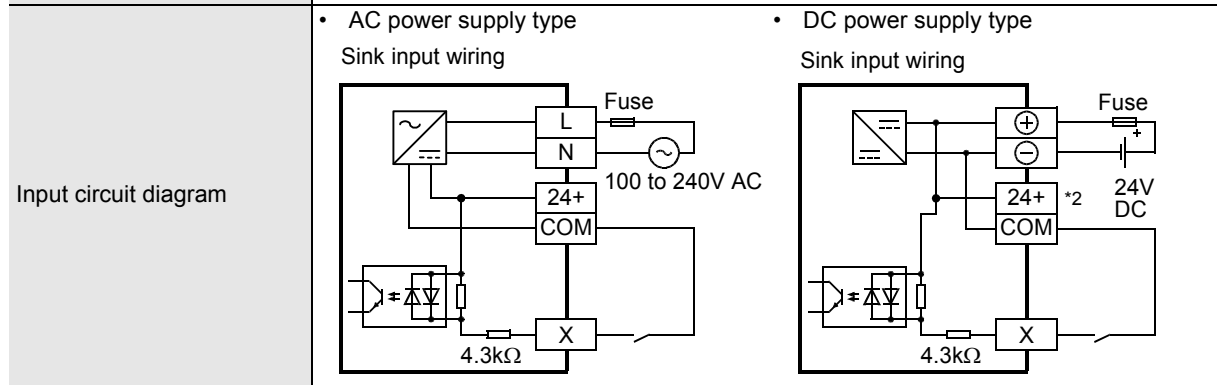 Input circuit diagram
• AC power supply type
Sink input wiring
Fuse
L
N
100 to 240V AC
24+
COM
X
4.3kΩ
• DC power supply type
Sink input wiring
Fuse
+
⊕
⊖
24V
DC
24+ *2
COM
X
4.3kΩ